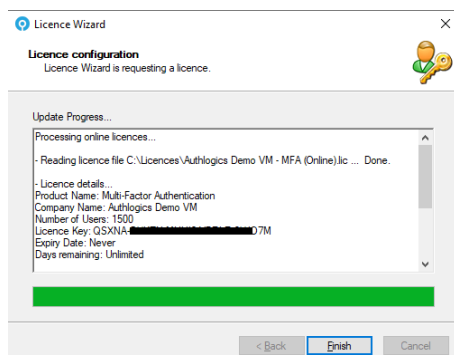 Licence Wizard
Licence configuration
Licence Wizard is requesting a licence.
Update Progress...
Processing online licences...
- Reading licence file C:\Licences\Authlogics Demo VM - MFA (Online).lic ... Done.
- Licence details...
Product Name: Multi-Factor Authentication
Company Name: Authlogics Demo VM
Number of Users: 1500
Licence Key: QSXNA- D7M
Expiry Date: Never
Days remaining: Unlimited
< Back Finish Cancel